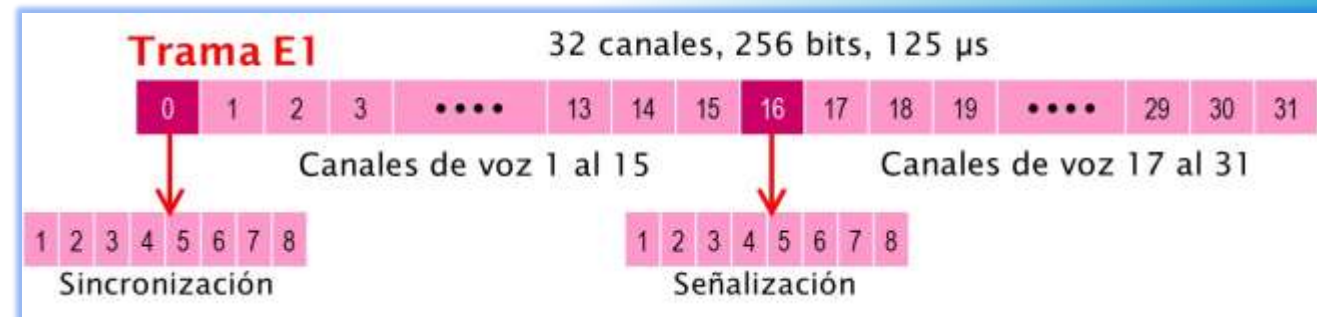 Trama E1 32 canales, 256 bits, 125 µs
0 1 2 3 •••• 13 14 15 16 17 18 19 •••• 29 30 31
Canales de voz 1 al 15 Canales de voz 17 al 31
1 2 3 4 5 6 7 8 1 2 3 4 5 6 7 8
Sincronización Señalización